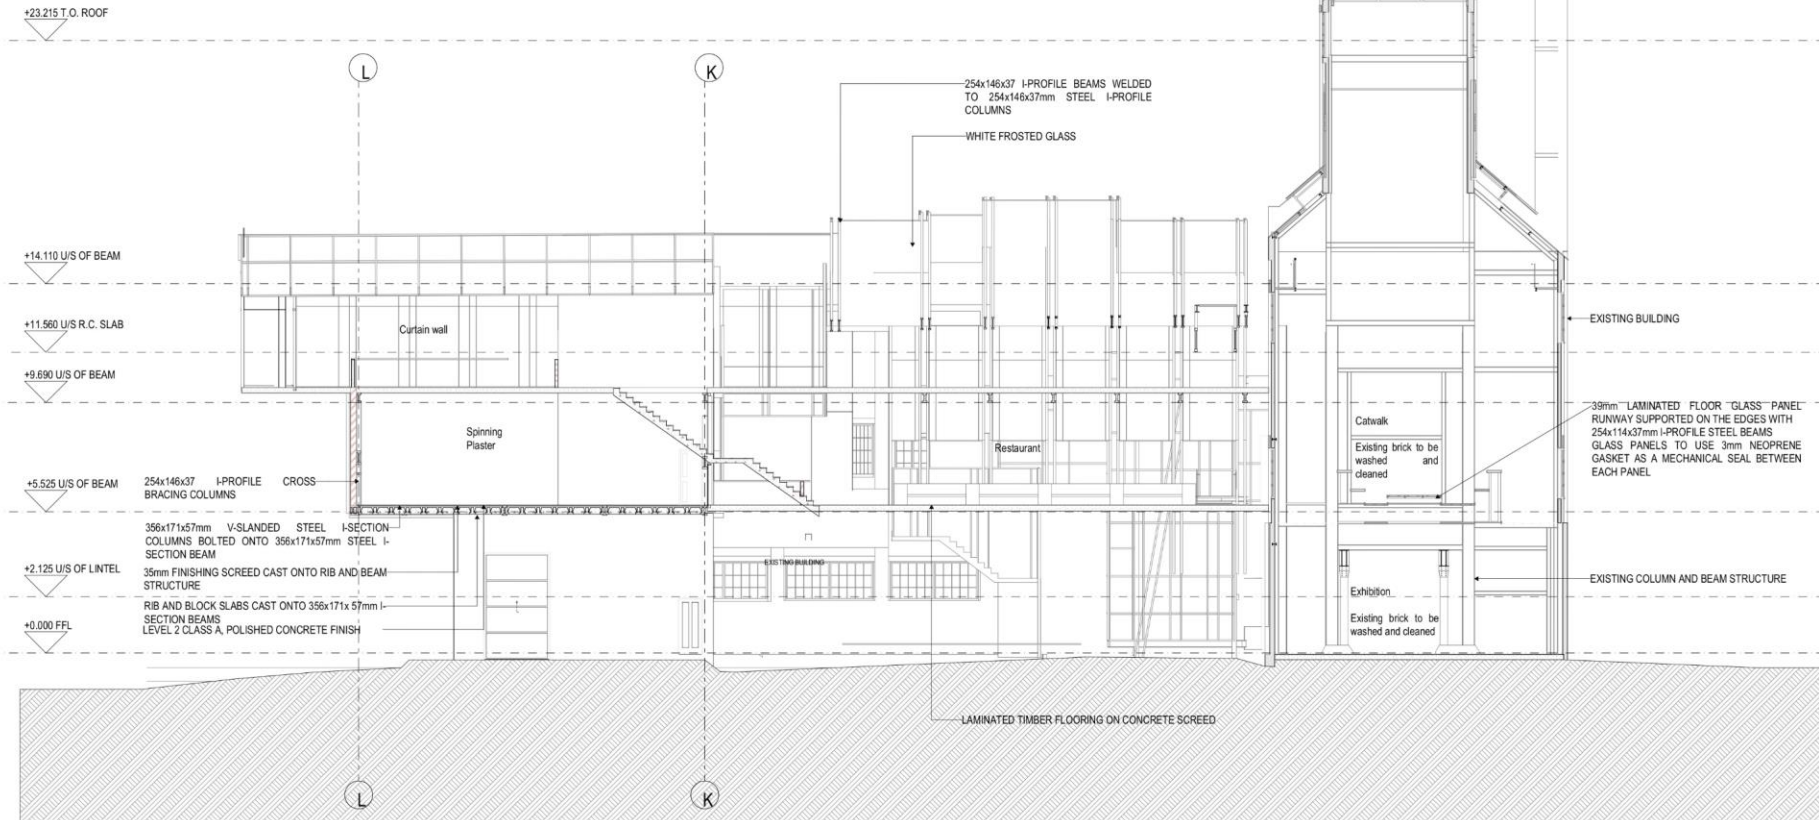 +23.215 T.O. ROOF
L
K
254x146x37 I-PROFILE BEAMS WELDED
TO 254x146x37mm STEEL I-PROFILE
COLUMNS
WHITE FROSTED GLASS
+14.110 U/S OF BEAM
+11.560 U/S R.C. SLAB
Curtain wall
EXISTING BUILDING
+9.690 U/S OF BEAM
39mm LAMINATED FLOOR GLASS PANEL
RUNWAY SUPPORTED ON THE EDGES WITH
254x114x37mm I-PROFILE STEEL BEAMS
GLASS PANELS TO USE 3mm NEOPRENE
GASKET AS A MECHANICAL SEAL BETWEEN
EACH PANEL
Catwalk
Existing brick to be
washed and
cleaned
Spinning
Plaster
Restaurant
+5.525 U/S OF BEAM
254x146x37 I-PROFILE CROSS
BRACING COLUMNS
356x171x57mm V-SLANDED STEEL I-SECTION
COLUMNS BOLTED ONTO 356x171x57mm STEEL I-
SECTION BEAM
EXISTING BUILDING
+2.125 U/S OF LINTEL
35mm FINISHING SCREED CAST ONTO RIB AND BEAM
STRUCTURE
EXISTING COLUMN AND BEAM STRUCTURE
Exhibition
Existing brick to be
washed and cleaned
RIB AND BLOCK SLABS CAST ONTO 356x171x 57mm I-
SECTION BEAMS
LEVEL 2 CLASS A, POLISHED CONCRETE FINISH
+0.000 FFL
LAMINATED TIMBER FLOORING ON CONCRETE SCREED
L
K